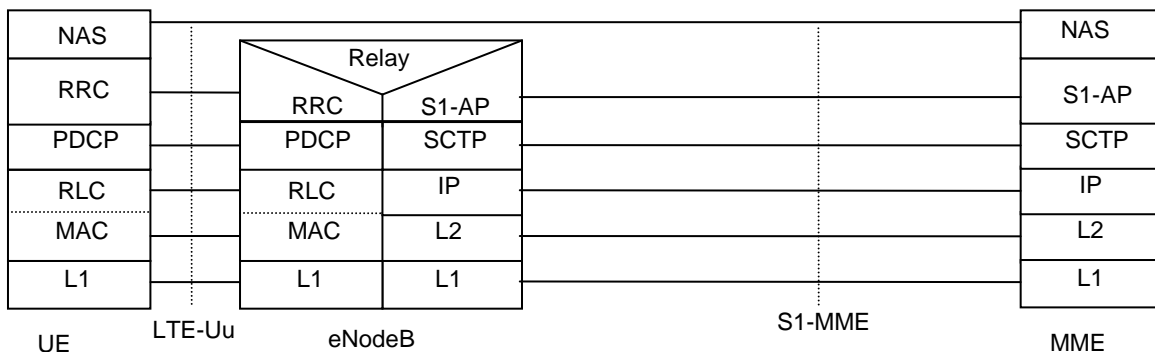 NAS
NAS
Relay
RRC
RRC
S1-AP
S1-AP
PDCP
PDCP
SCTP
SCTP
RLC
RLC
IP
IP
MAC
MAC
L2
L2
L1
L1
L1
L1
UE
LTE-Uu
eNodeB
S1-MME
MME